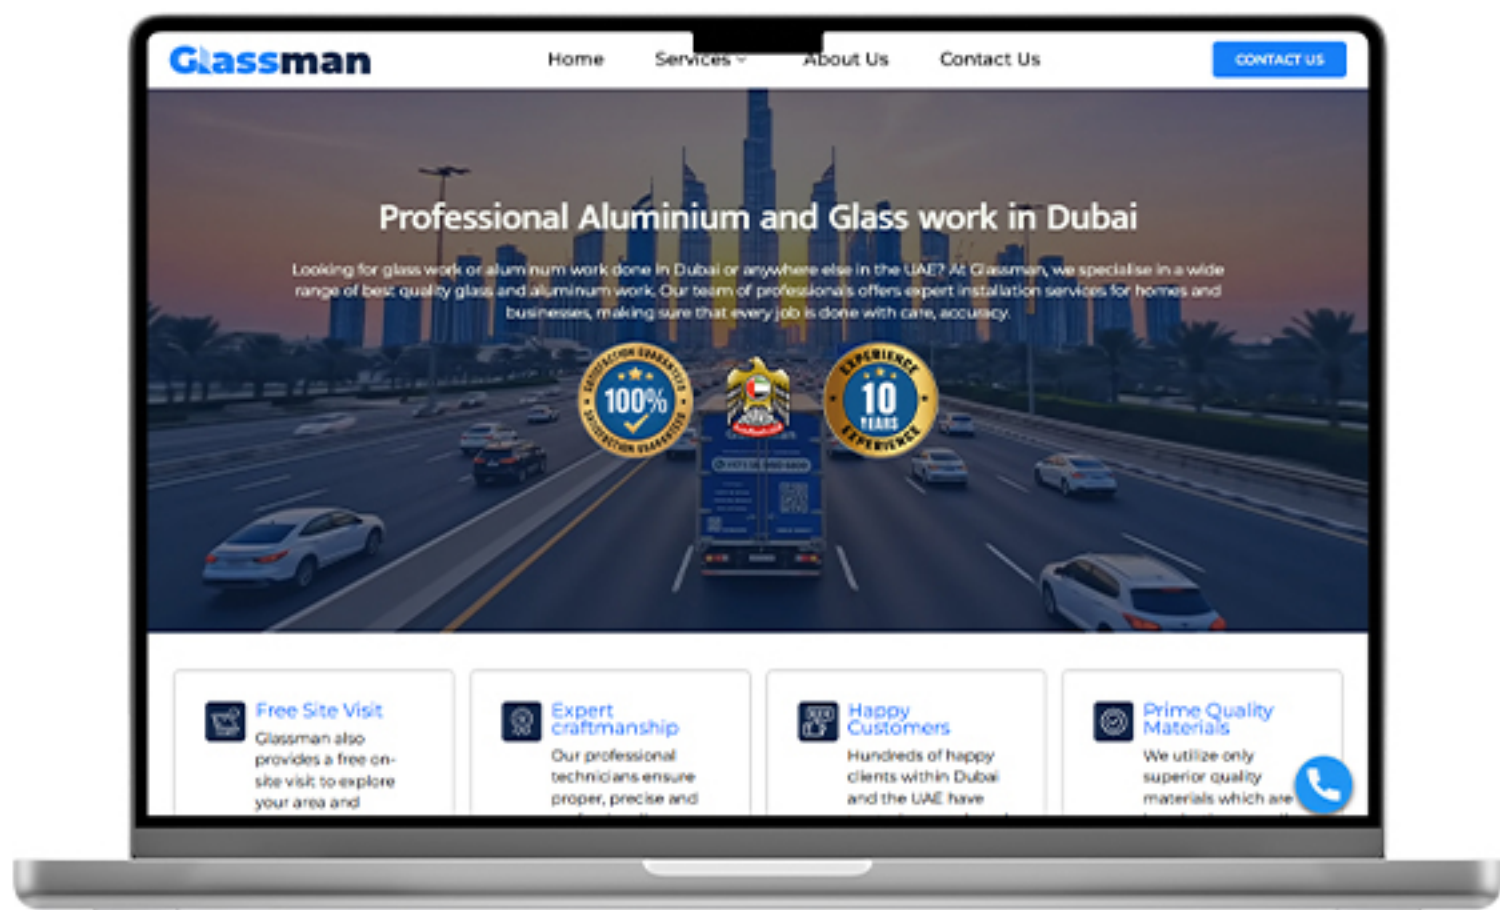 Glassman
Home Services About Us Contact Us
CONTACT US
Professional Aluminium and Glass work in Dubai
Looking for glass work or aluminum work done in Dubai or anywhere else in the UAE? At Glassman, we specialise in a wide
range of best quality glass and aluminum work. Our team of professionals offers expert installation services for homes and
businesses, making sure that every job is done with care, accuracy.
SATISFACTION GUARANTEED
100%
SATISFACTION GUARANTEED
EXPERIENCE
10
YEARS
EXPERIENCE
Free Site Visit
Glassman also
provides a free on-
site visit to explore
your area and
Expert
craftmanship
Our professional
technicians ensure
proper, precise and
Happy
Customers
Hundreds of happy
clients within Dubai
and the UAE have
Prime Quality
Materials
We utilize only
superior quality
materials which are